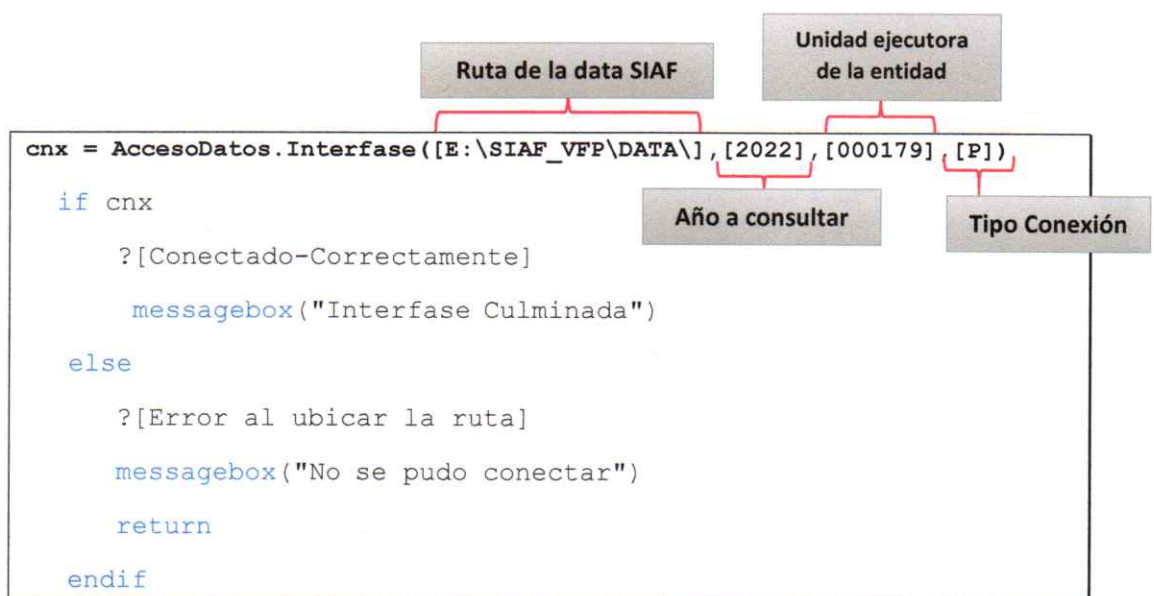 Unidad ejecutora
de la entidad
Ruta de la data SIAF
cnx = AccesoDatos.Interfase([E:\SIAF_VFP\DATA\],[2022],[000179],[P])
Año a consultar
Tipo Conexión
if cnx
?[Conectado-Correctamente]
messagebox("Interfase Culminada")
else
?[Error al ubicar la ruta]
messagebox("No se pudo conectar")
return
endif